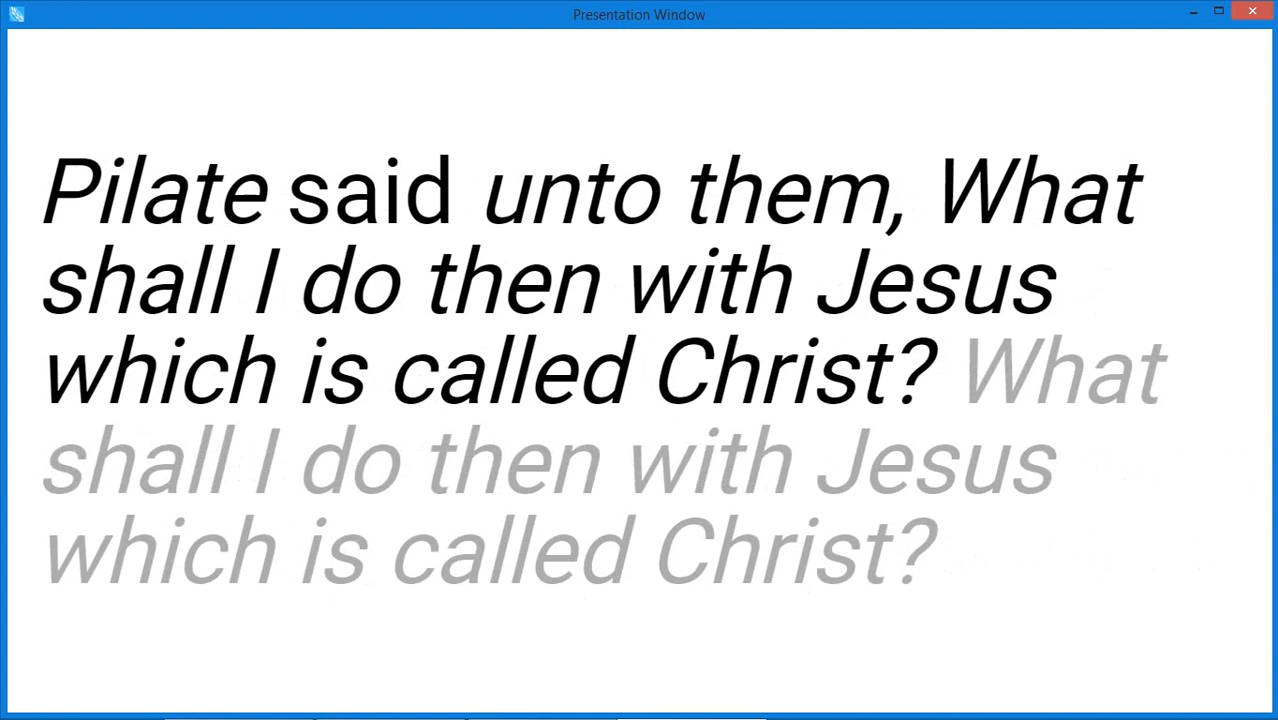 Presentation Window
Pilate said unto them, What
shall I do then with Jesus
which is called Christ? What
shall I do then with Jesus
which is called Christ?